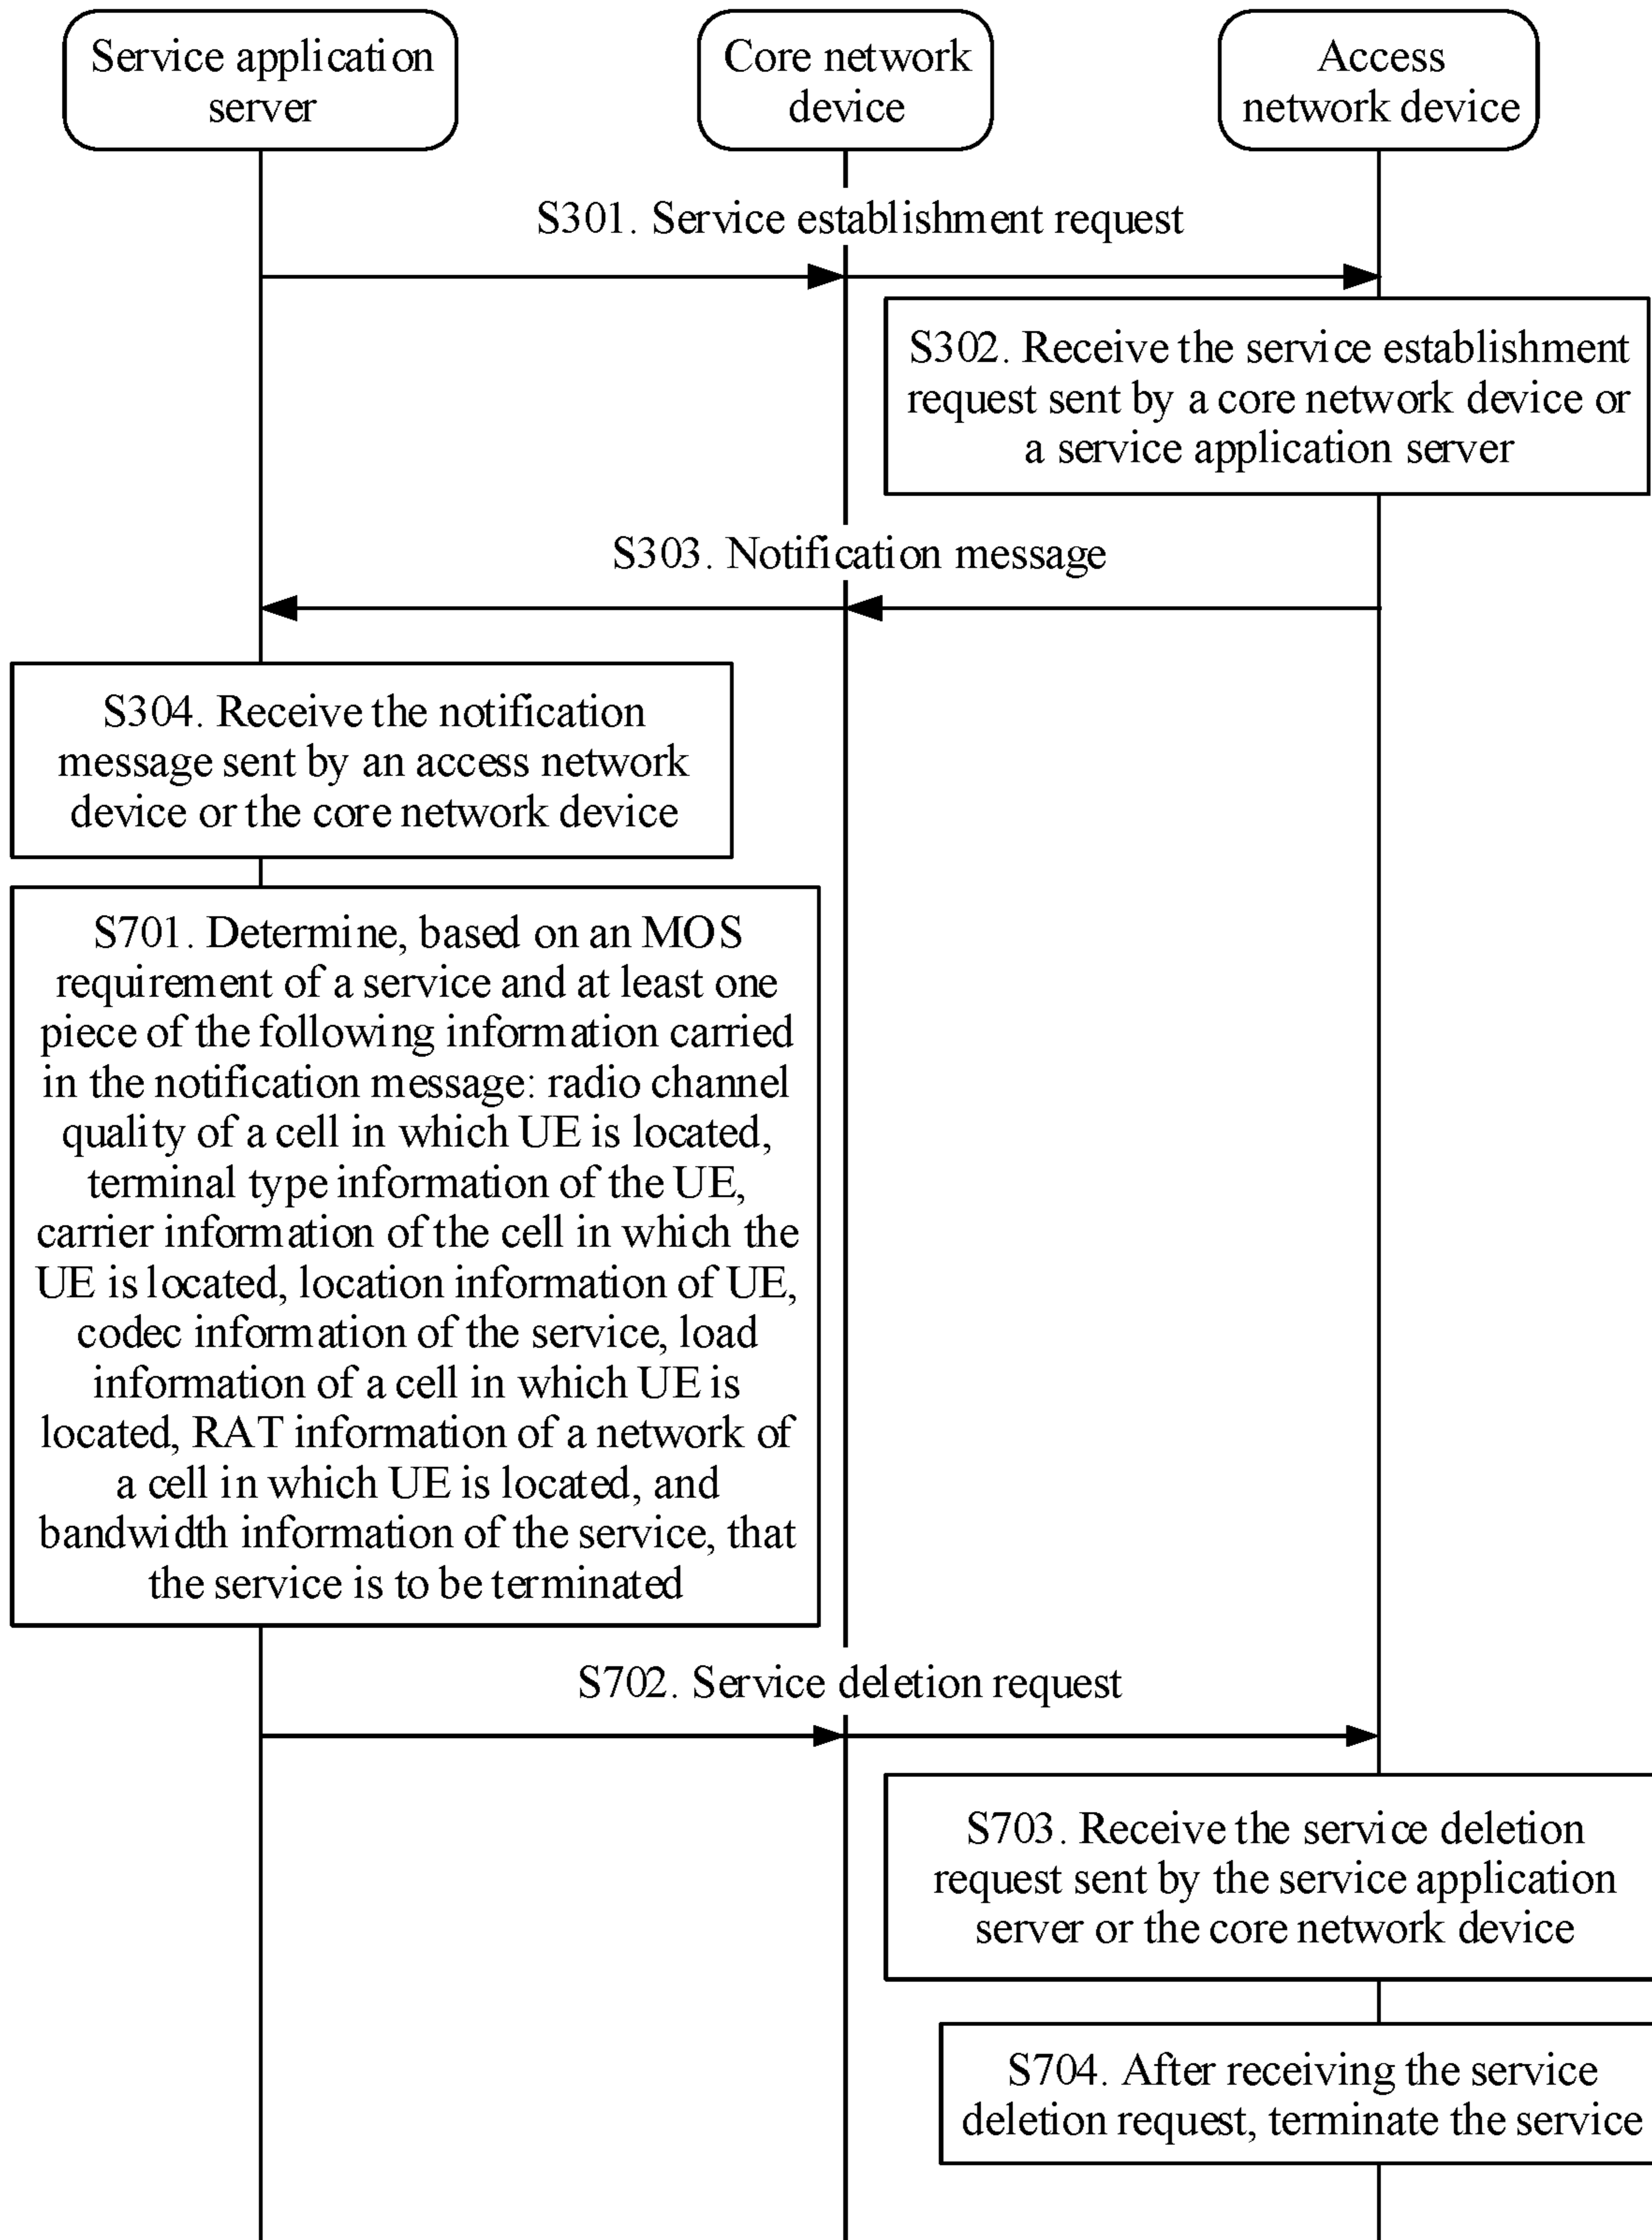 Service application
server
Core network
device
Access
network device
S301. Service establishment request
S302. Receive the service establishment
request sent by a core network device or
a service application server
S303. Notification message
S304. Receive the notification
message sent by an access network
device or the core network device
S701. Determine, based on an MOS
requirement of a service and at least one
piece of the following information carried
in the notification message: radio channel
quality of a cell in which UE is located,
terminal type information of the UE,
carrier information of the cell in which the
UE is located, location information of UE,
codec information of the service, load
information of a cell in which UE is
located, RAT information of a network of
a cell in which UE is located, and
bandwidth information of the service, that
the service is to be terminated
S702. Service deletion request
S703. Receive the service deletion
request sent by the service application
server or the core network device
S704. After receiving the service
deletion request, terminate the service